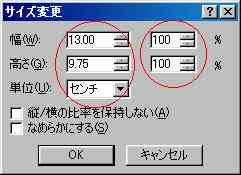 サイズ変更
幅(W): 13.00 100 %
高さ(G): 9.75 100 %
単位(U): センチ
縦/横の比率を保持しない(A)
なめらかにする(S)
OK キャンセル